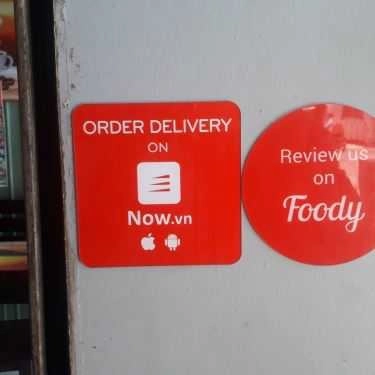 ORDER DELIVERY
ON
Now.vn
Review us
on
Foody